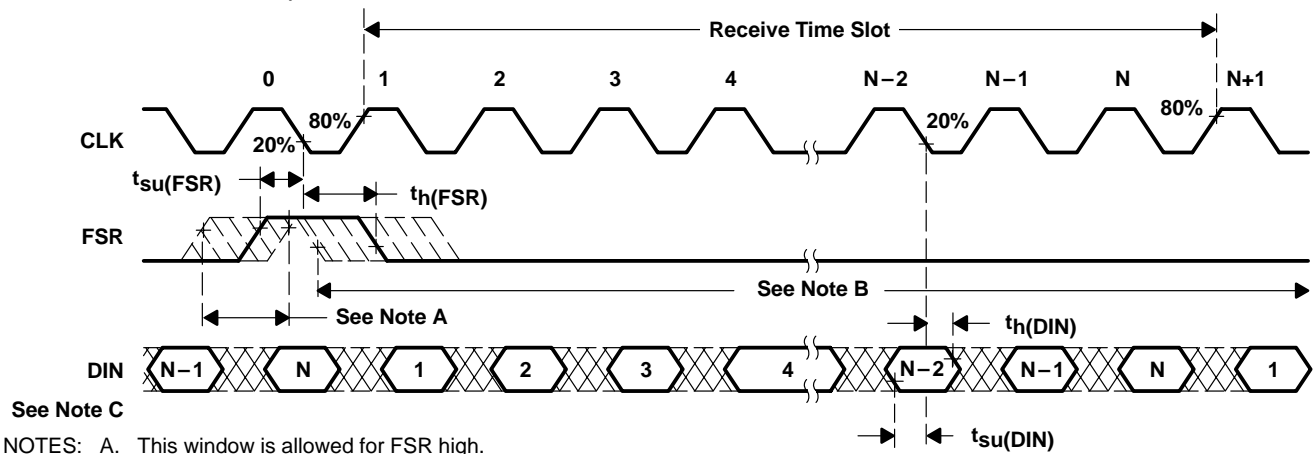 Receive Time Slot
0 1 2 3 4 N−2 N−1 N N+1
CLK 20% 80% 20% 80%
tsu(FSR)
th(FSR)
FSR
See Note B
See Note A
th(DIN)
DIN N−1 N 1 2 3 4 N−2 N−1 N 1
See Note C
tsu(DIN)
NOTES: A. This window is allowed for FSR high.